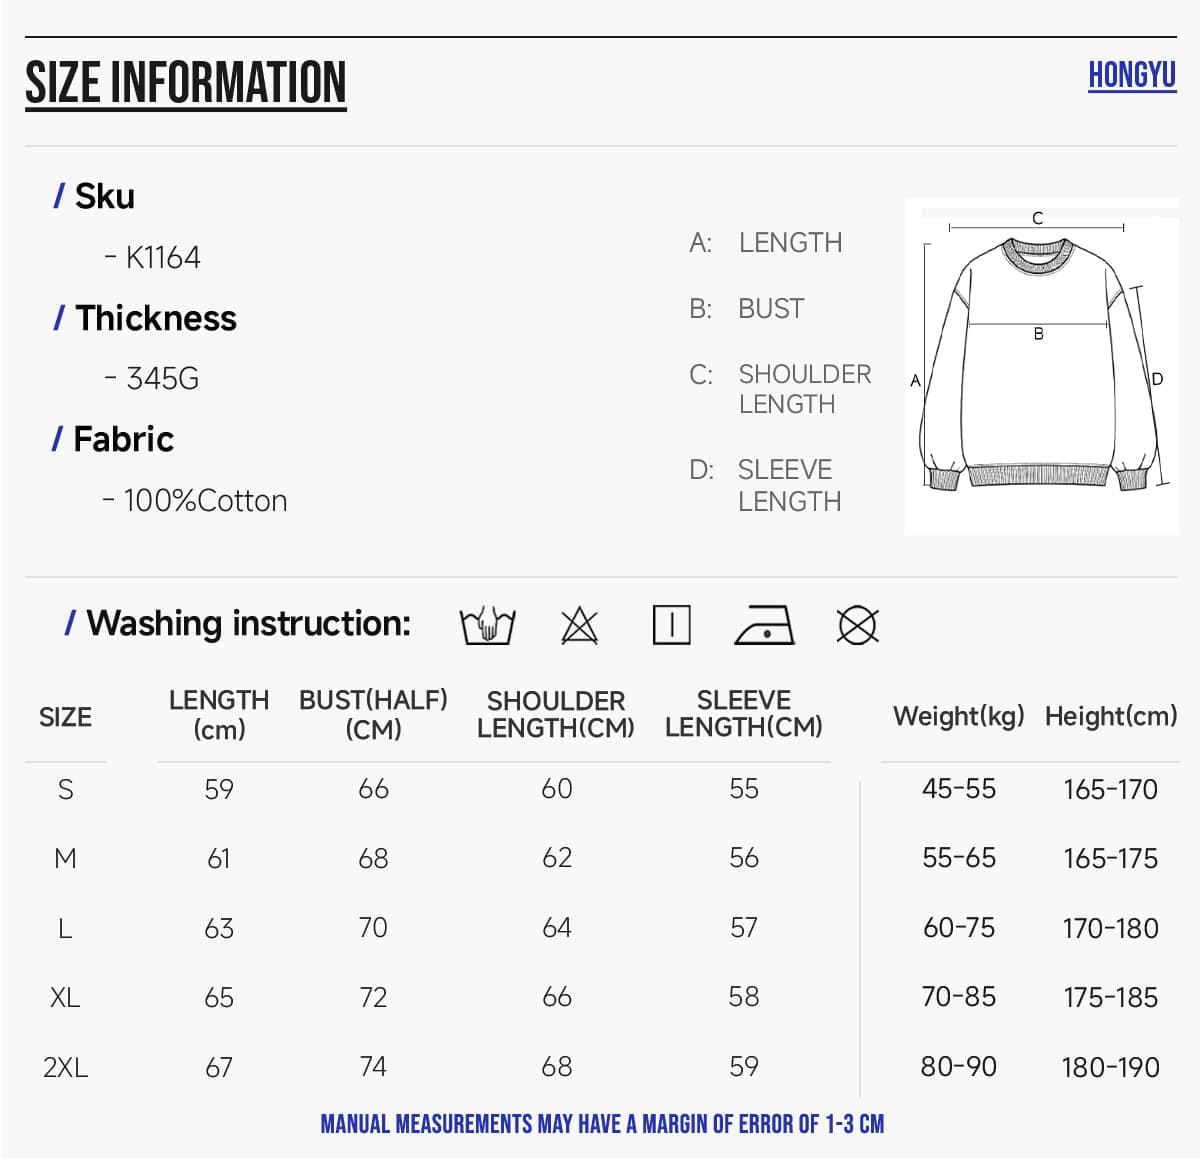 SIZE INFORMATION
HONGYU
/ Sku
- K1164
/ Thickness
- 345G
/ Fabric
- 100%Cotton
A: LENGTH
B: BUST
C: SHOULDER
LENGTH
D: SLEEVE
LENGTH
C
B
A
D
/ Washing instruction:
SIZE LENGTH (cm) BUST(HALF) (CM) SHOULDER LENGTH(CM) SLEEVE LENGTH(CM) Weight(kg) Height(cm)
S 59 66 60 55 45-55 165-170
M 61 68 62 56 55-65 165-175
L 63 70 64 57 60-75 170-180
XL 65 72 66 58 70-85 175-185
2XL 67 74 68 59 80-90 180-190
MANUAL MEASUREMENTS MAY HAVE A MARGIN OF ERROR OF 1-3 CM